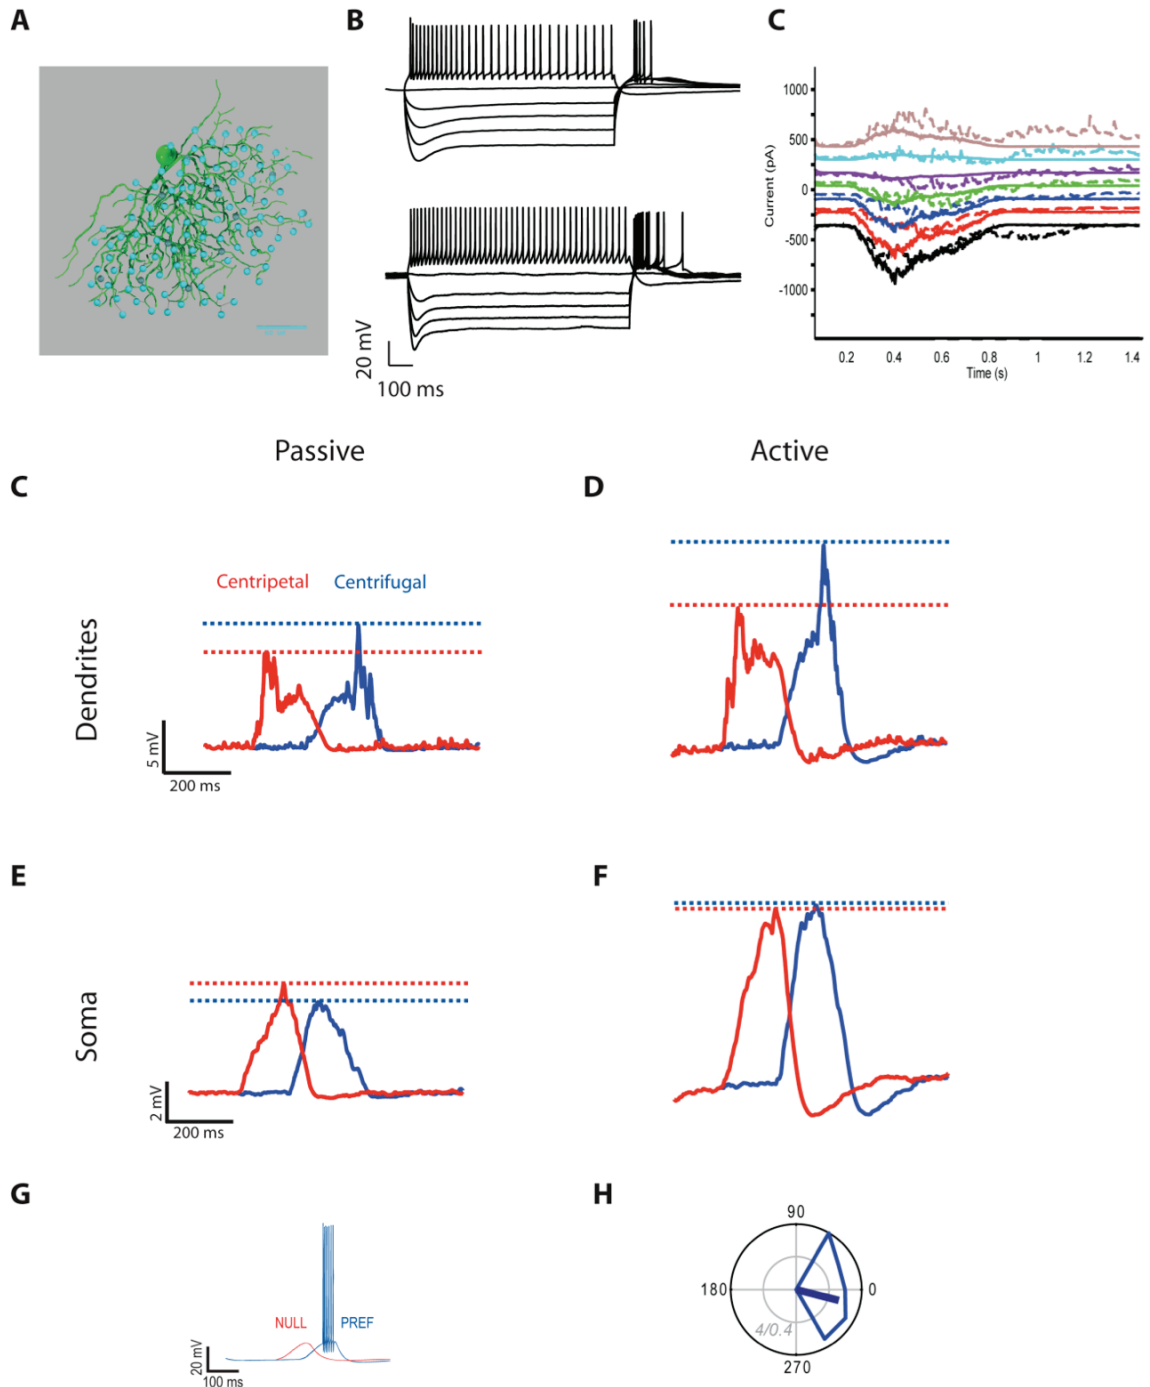 A
B
C
20 mV
100 ms
Current (pA)
1000
500
0
-500
-1000
0.2 0.4 0.6 0.8 1 1.2 1.4
Time (s)
Passive
Active
C
D
Dendrites
Centripetal Centrifugal
5 mV
200 ms
E
F
Soma
2 mV
200 ms
G
H
NULL PREF
20 mV
100 ms
90
180
0
4/0.4
270